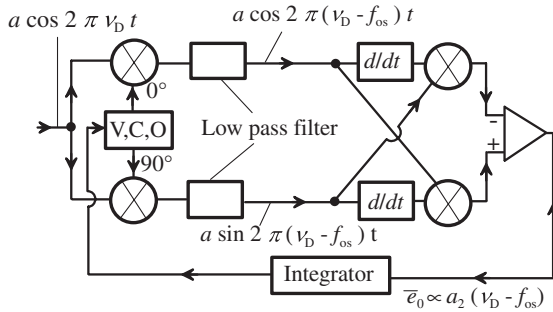 a cos 2 π ν_D t
a cos 2 π(ν_D - f_os) t
d/dt
0°
V,C,O
Low pass filter
-
+
90°
d/dt
a sin 2 π(ν_D - f_os) t
Integrator
e̅_0 ∝ a_2 (ν_D - f_os)